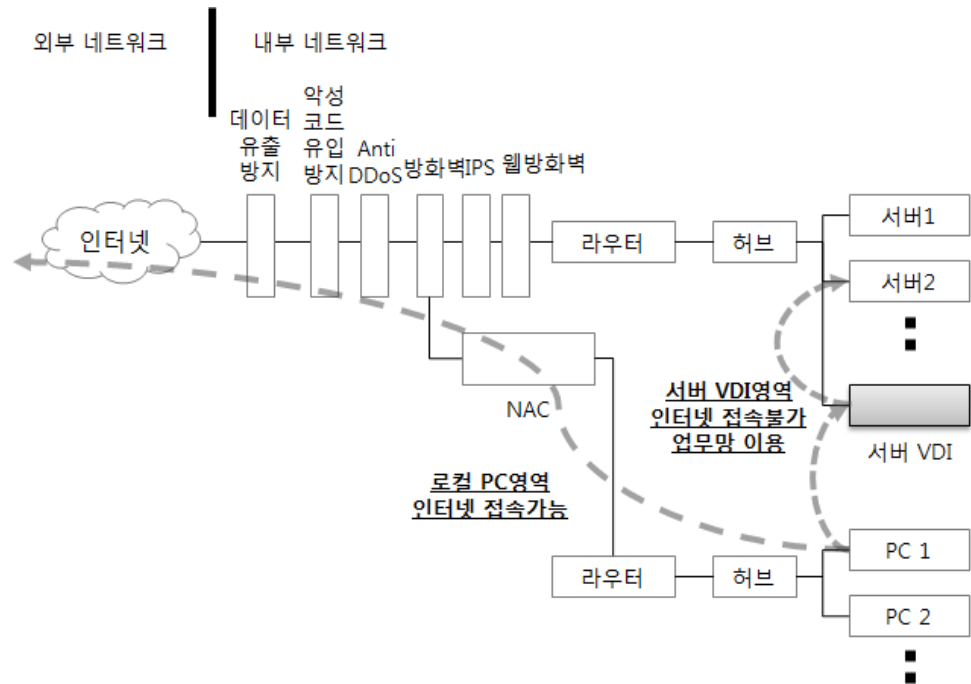 외부 네트워크
내부 네트워크
데이터
유출
방지
악성
코드
유입
방지
Anti
DDoS
방화벽
IPS
웹방화벽
인터넷
라우터
허브
서버1
서버2
NAC
서버 VDI영역
인터넷 접속불가
업무망 이용
서버 VDI
로컬 PC영역
인터넷 접속가능
라우터
허브
PC 1
PC 2